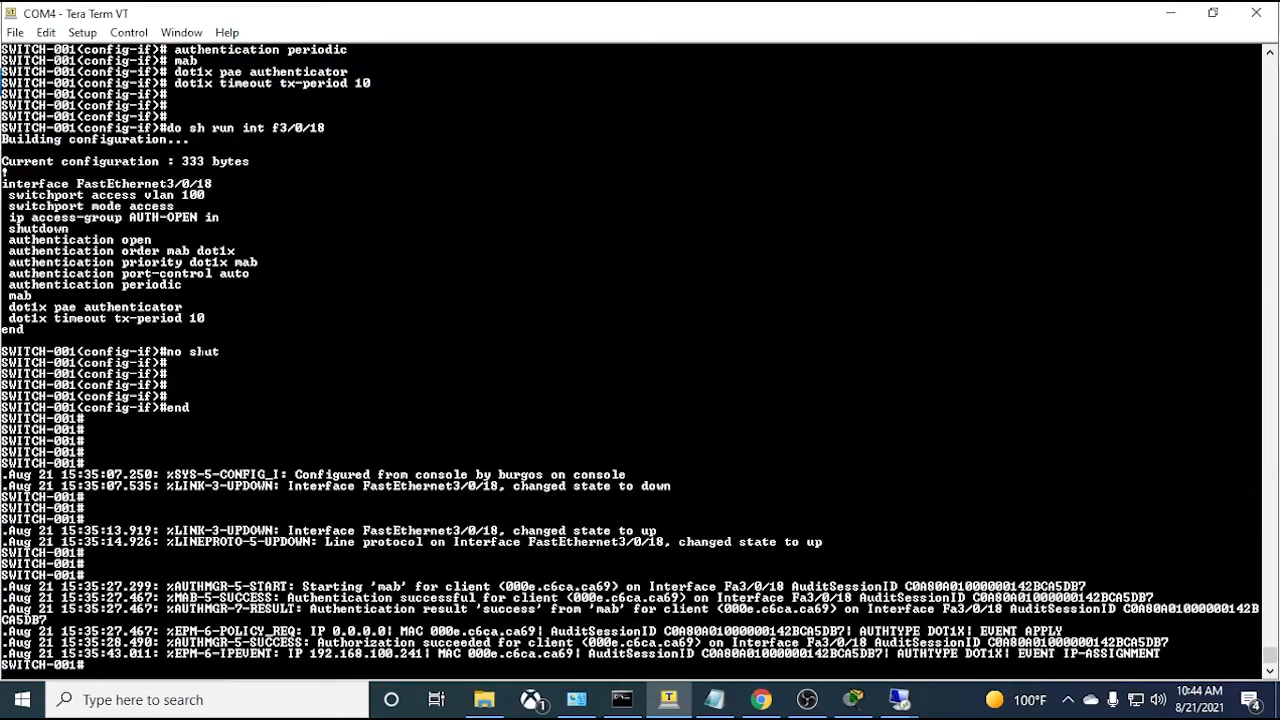 COM4 - Tera Term VT
File Edit Setup Control Window Help
SWITCH-001(config-if)# authentication periodic
SWITCH-001(config-if)# mab
SWITCH-001(config-if)# dot1x pae authenticator
SWITCH-001(config-if)# dot1x timeout tx-period 10
SWITCH-001(config-if)#
SWITCH-001(config-if)#
SWITCH-001(config-if)#
SWITCH-001(config-if)#do sh run int f3/0/18
Building configuration...
Current configuration : 333 bytes
!
interface FastEthernet3/0/18
switchport access vlan 100
switchport mode access
ip access-group AUTH-OPEN in
shutdown
authentication open
authentication order mab dot1x
authentication priority dot1x mab
authentication port-control auto
authentication periodic
mab
dot1x pae authenticator
dot1x timeout tx-period 10
end
SWITCH-001(config-if)#no shut
SWITCH-001(config-if)#
SWITCH-001(config-if)#
SWITCH-001(config-if)#
SWITCH-001(config-if)#
SWITCH-001(config-if)#end
SWITCH-001#
SWITCH-001#
SWITCH-001#
SWITCH-001#
SWITCH-001#
.Aug 21 15:35:07.250: %SYS-5-CONFIG_I: Configured from console by burgos on console
.Aug 21 15:35:07.535: %LINK-3-UPDOWN: Interface FastEthernet3/0/18, changed state to down
SWITCH-001#
SWITCH-001#
SWITCH-001#
.Aug 21 15:35:13.919: %LINK-3-UPDOWN: Interface FastEthernet3/0/18, changed state to up
.Aug 21 15:35:14.926: %LINEPROTO-5-UPDOWN: Line protocol on Interface FastEthernet3/0/18, changed state to up
SWITCH-001#
SWITCH-001#
SWITCH-001#
.Aug 21 15:35:27.299: %AUTHMGR-5-START: Starting 'mab' for client (000e.c6ca.ca69) on Interface Fa3/0/18 AuditSessionID C0A80A01000000142BCA5DB7
.Aug 21 15:35:27.467: %MAB-5-SUCCESS: Authentication successful for client (000e.c6ca.ca69) on Interface Fa3/0/18 AuditSessionID C0A80A01000000142BCA5DB7
.Aug 21 15:35:27.467: %AUTHMGR-7-RESULT: Authentication result 'success' from 'mab' for client (000e.c6ca.ca69) on Interface Fa3/0/18 AuditSessionID C0A80A01000000142B
CA5DB7
.Aug 21 15:35:27.467: %EPM-6-POLICY_REQ: IP 0.0.0.0| MAC 000e.c6ca.ca69| AuditSessionID C0A80A01000000142BCA5DB7| AUTHTYPE DOT1X| EVENT APPLY
.Aug 21 15:35:28.490: %AUTHMGR-5-SUCCESS: Authorization succeeded for client (000e.c6ca.ca69) on Interface Fa3/0/18 AuditSessionID C0A80A01000000142BCA5DB7
.Aug 21 15:35:43.011: %EPM-6-IPEVENT: IP 192.168.100.241| MAC 000e.c6ca.ca69| AuditSessionID C0A80A01000000142BCA5DB7| AUTHTYPE DOT1X| EVENT IP-ASSIGNMENT
SWITCH-001#
Type here to search
100°F
10:44 AM
8/21/2021
1
4